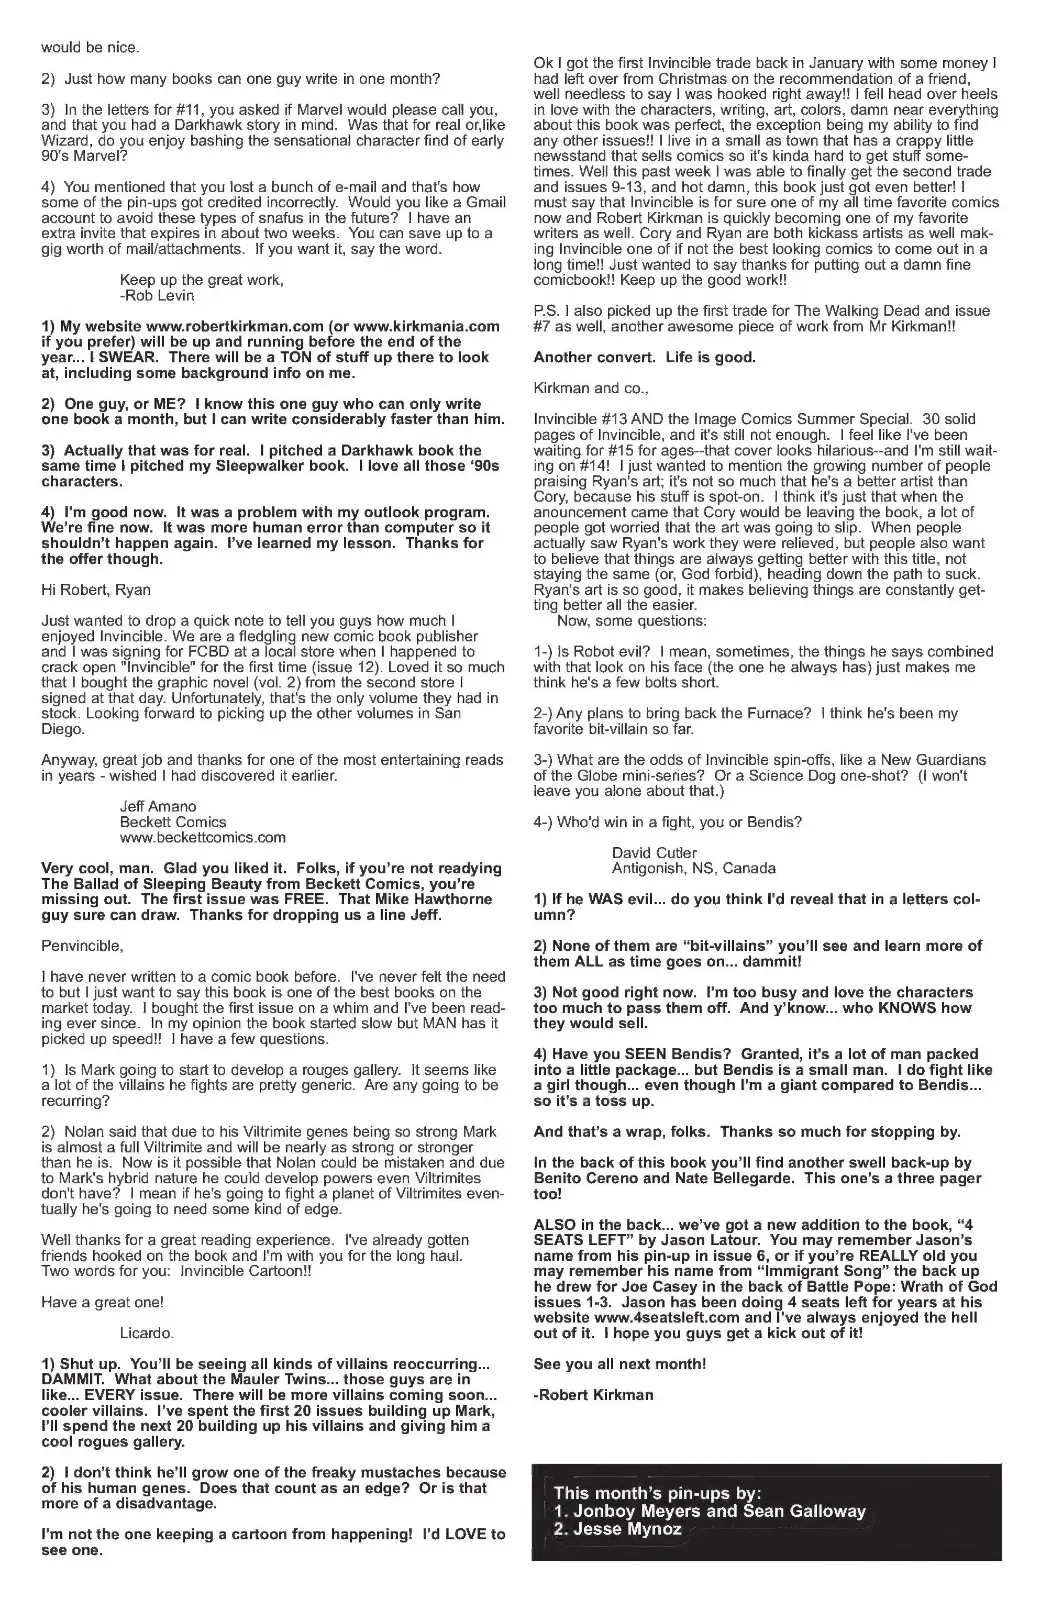 would be nice.
2)  Just how many books can one guy write in one month?
3)  In the letters for #11, you asked if Marvel would please call you,
and that you had a Darkhawk story in mind.  Was that for real or,like
Wizard, do you enjoy bashing the sensational character find of early
90's Marvel?
4)  You mentioned that you lost a bunch of e-mail and that's how
some of the pin-ups got credited incorrectly.  Would you like a Gmail
account to avoid these types of snafus in the future?  I have an
extra invite that expires in about two weeks.  You can save up to a
gig worth of mail/attachments.  If you want it, say the word.
Keep up the great work,
-Rob Levin
1) My website www.robertkirkman.com (or www.kirkmania.com
if you prefer) will be up and running before the end of the
year... I SWEAR.  There will be a TON of stuff up there to look
at, including some background info on me.
2)  One guy, or ME?  I know this one guy who can only write
one book a month, but I can write considerably faster than him.
3)  Actually that was for real.  I pitched a Darkhawk book the
same time I pitched my Sleepwalker book.  I love all those ‘90s
characters.
4)  I’m good now.  It was a problem with my outlook program.
We’re fine now.  It was more human error than computer so it
shouldn’t happen again.  I’ve learned my lesson.  Thanks for
the offer though.
Hi Robert, Ryan
Just wanted to drop a quick note to tell you guys how much I
enjoyed Invincible. We are a fledgling new comic book publisher
and I was signing for FCBD at a local store when I happened to
crack open "Invincible" for the first time (issue 12). Loved it so much
that I bought the graphic novel (vol. 2) from the second store I
signed at that day. Unfortunately, that's the only volume they had in
stock. Looking forward to picking up the other volumes in San
Diego.
Anyway, great job and thanks for one of the most entertaining reads
in years - wished I had discovered it earlier.
Jeff Amano
Beckett Comics
www.beckettcomics.com
Very cool, man.  Glad you liked it.  Folks, if you’re not readying
The Ballad of Sleeping Beauty from Beckett Comics, you’re
missing out.  The first issue was FREE.  That Mike Hawthorne
guy sure can draw.  Thanks for dropping us a line Jeff.
Penvincible,
I have never written to a comic book before.  I've never felt the need
to but I just want to say this book is one of the best books on the
market today.  I bought the first issue on a whim and I've been read-
ing ever since.  In my opinion the book started slow but MAN has it
picked up speed!!  I have a few questions.
1)  Is Mark going to start to develop a rouges gallery.  It seems like
a lot of the villains he fights are pretty generic.  Are any going to be
recurring?
2)  Nolan said that due to his Viltrimite genes being so strong Mark
is almost a full Viltrimite and will be nearly as strong or stronger
than he is.  Now is it possible that Nolan could be mistaken and due
to Mark's hybrid nature he could develop powers even Viltrimites
don't have?  I mean if he's going to fight a planet of Viltrimites even-
tually he's going to need some kind of edge.
Well thanks for a great reading experience.  I've already gotten
friends hooked on the book and I'm with you for the long haul.
Two words for you:  Invincible Cartoon!!
Have a great one!
Licardo.
1) Shut up.  You’ll be seeing all kinds of villains reoccurring...
DAMMIT.  What about the Mauler Twins... those guys are in
like... EVERY issue.  There will be more villains coming soon...
cooler villains.  I’ve spent the first 20 issues building up Mark,
I’ll spend the next 20 building up his villains and giving him a
cool rogues gallery.
2)  I don’t think he’ll grow one of the freaky mustaches because
of his human genes.  Does that count as an edge?  Or is that
more of a disadvantage.
I’m not the one keeping a cartoon from happening!  I’d LOVE to
see one.
Ok I got the first Invincible trade back in January with some money I
had left over from Christmas on the recommendation of a friend,
well needless to say I was hooked right away!! I fell head over heels
in love with the characters, writing, art, colors, damn near everything
about this book was perfect, the exception being my ability to find
any other issues!! I live in a small as town that has a crappy little
newsstand that sells comics so it's kinda hard to get stuff some-
times. Well this past week I was able to finally get the second trade
and issues 9-13, and hot damn, this book just got even better! I
must say that Invincible is for sure one of my all time favorite comics
now and Robert Kirkman is quickly becoming one of my favorite
writers as well. Cory and Ryan are both kickass artists as well mak-
ing Invincible one of if not the best looking comics to come out in a
long time!! Just wanted to say thanks for putting out a damn fine
comicbook!! Keep up the good work!!
P.S. I also picked up the first trade for The Walking Dead and issue
#7 as well, another awesome piece of work from Mr Kirkman!!
Another convert.  Life is good.
Kirkman and co.,
Invincible #13 AND the Image Comics Summer Special.  30 solid
pages of Invincible, and it's still not enough.  I feel like I've been
waiting for #15 for ages--that cover looks hilarious--and I'm still wait-
ing on #14!  I just wanted to mention the growing number of people
praising Ryan's art; it's not so much that he's a better artist than
Cory, because his stuff is spot-on.  I think it's just that when the
anouncement came that Cory would be leaving the book, a lot of
people got worried that the art was going to slip.  When people
actually saw Ryan's work they were relieved, but people also want
to believe that things are always getting better with this title, not
staying the same (or, God forbid), heading down the path to suck.
Ryan's art is so good, it makes believing things are constantly get-
ting better all the easier.
Now, some questions:
1-) Is Robot evil?  I mean, sometimes, the things he says combined
with that look on his face (the one he always has) just makes me
think he's a few bolts short.
2-) Any plans to bring back the Furnace?  I think he's been my
favorite bit-villain so far.
3-) What are the odds of Invincible spin-offs, like a New Guardians
of the Globe mini-series?  Or a Science Dog one-shot?  (I won't
leave you alone about that.)
4-) Who'd win in a fight, you or Bendis?
David Cutler
Antigonish, NS, Canada
1) If he WAS evil... do you think I’d reveal that in a letters col-
umn?
2) None of them are “bit-villains” you’ll see and learn more of
them ALL as time goes on... dammit!
3) Not good right now.  I’m too busy and love the characters
too much to pass them off.  And y’know... who KNOWS how
they would sell.
4) Have you SEEN Bendis?  Granted, it’s a lot of man packed
into a little package... but Bendis is a small man.  I do fight like
a girl though... even though I’m a giant compared to Bendis...
so it’s a toss up.
And that’s a wrap, folks.  Thanks so much for stopping by.
In the back of this book you’ll find another swell back-up by
Benito Cereno and Nate Bellegarde.  This one’s a three pager
too!
ALSO in the back... we’ve got a new addition to the book, “4
SEATS LEFT” by Jason Latour.  You may remember Jason’s
name from his pin-up in issue 6, or if you’re REALLY old you
may remember his name from “Immigrant Song” the back up
he drew for Joe Casey in the back of Battle Pope: Wrath of God
issues 1-3.  Jason has been doing 4 seats left for years at his
website www.4seatsleft.com and I’ve always enjoyed the hell
out of it.  I hope you guys get a kick out of it!
See you all next month!
-Robert Kirkman
This month’s pin-ups by:
1. Jonboy Meyers and Sean Galloway
2. Jesse Mynoz